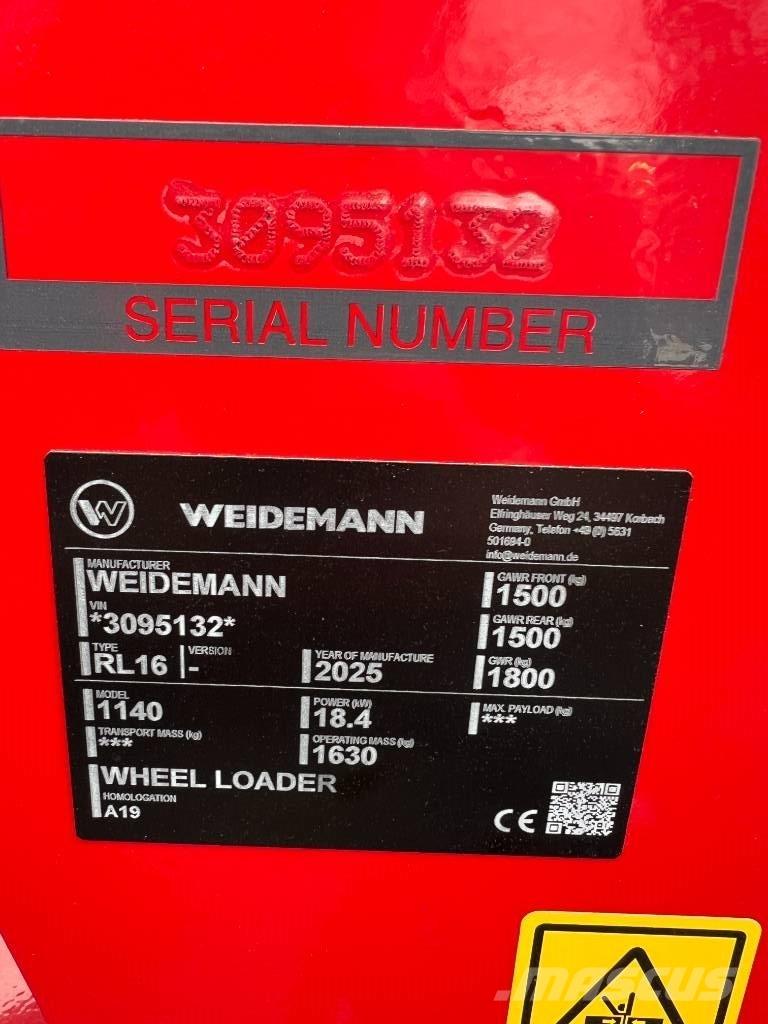 3095132
SERIAL NUMBER
WEIDEMANN
Weidemann GmbH
Elfringhäuser Weg 24, 34497 Korbach
Germany, Telefon +49 (0) 5631
501694-0
info@weidemann.de
MANUFACTURER
WEIDEMANN
VIN
*3095132*
TYPE
RL16
VERSION
-
YEAR OF MANUFACTURE
2025
GAWR FRONT (kg)
1500
GAWR REAR (kg)
1500
GWR (kg)
1800
MODEL
1140
POWER (kW)
18.4
MAX. PAYLOAD (kg)
***
TRANSPORT MASS (kg)
***
OPERATING MASS (kg)
1630
WHEEL LOADER
HOMOLOGATION
A19
CE
MASCUS